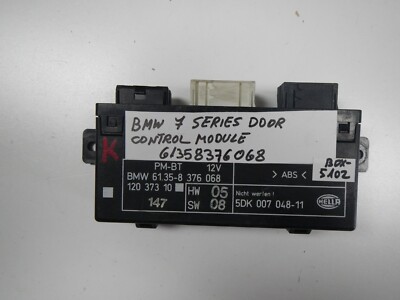 BMW 7 SERIES DOOR
CONTROL MODULE
61358376068
BOX-
5102
K
PM-BT 12V
BMW 61.35-8 376 068
120 373 10
147
HW 05
SW 08
> ABS <
Nicht werfen!
5DK 007 048-11
HELLA